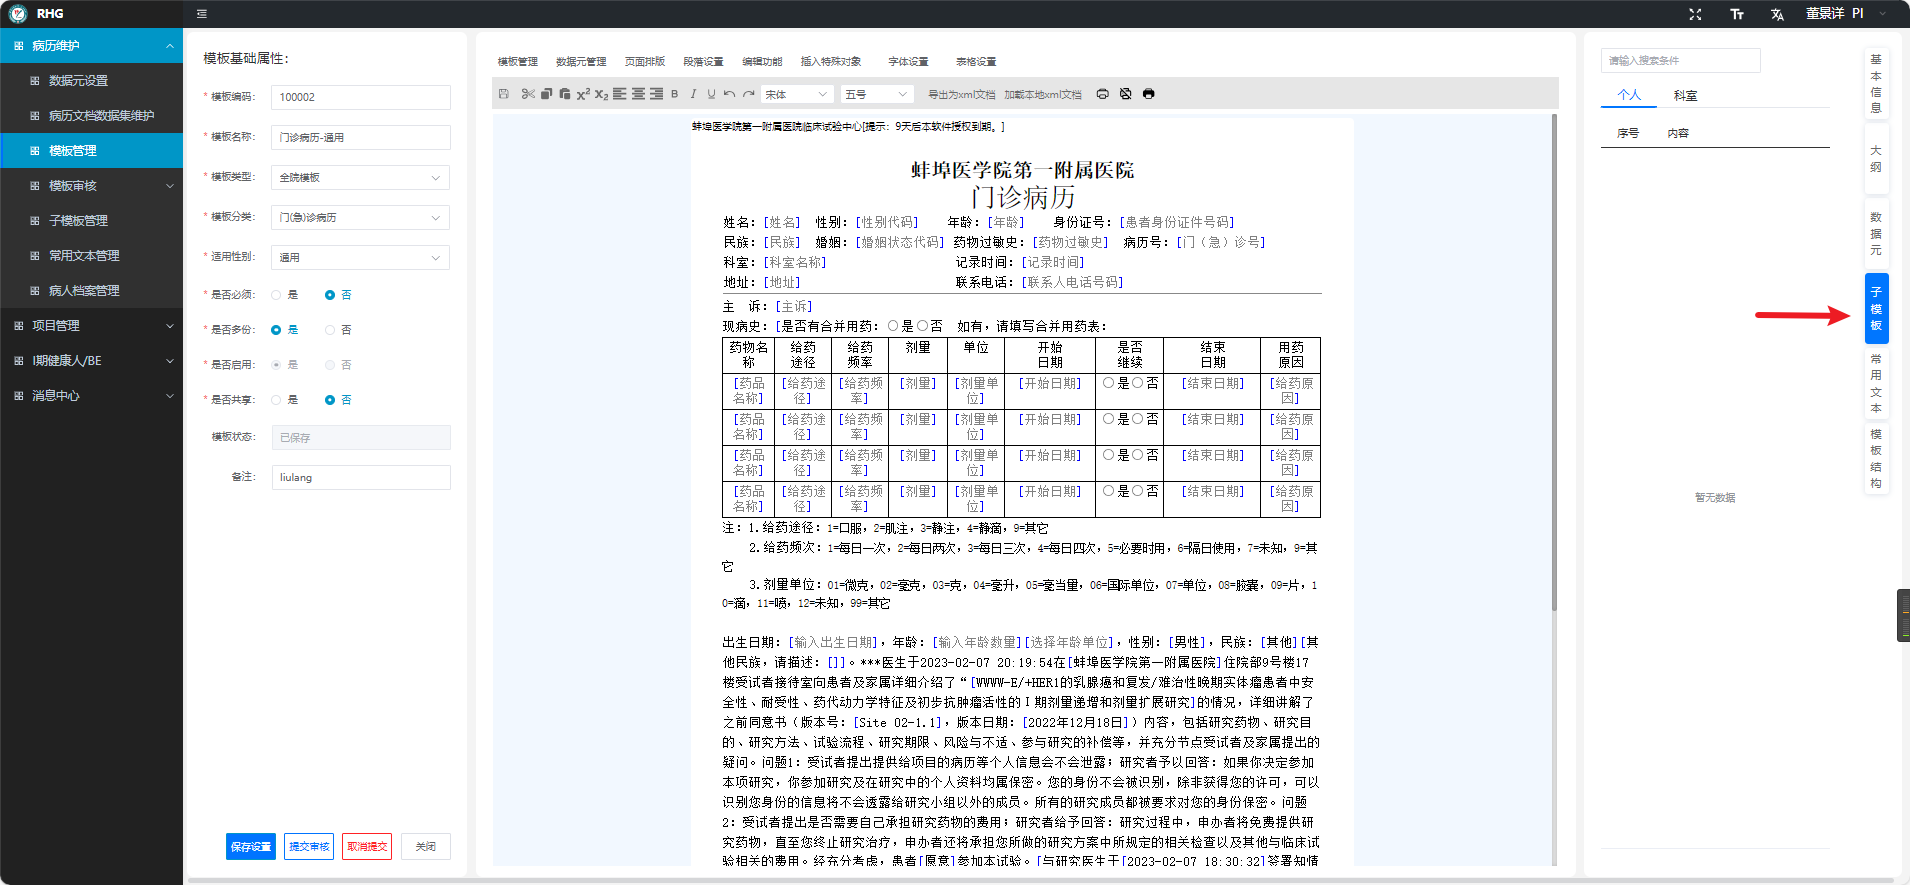 RHG
董景详 PI
病历维护
数据元设置
病历文档数据集维护
模板管理
模板审核
子模板管理
常用文本管理
病人档案管理
项目管理
I期健康人/BE
消息中心
模板基础属性:
* 模板编码: 100002
* 模板名称: 门诊病历-通用
* 模板类型: 全院模板
* 模板分类: 门(急)诊病历
* 适用性别: 通用
* 是否必须: 是 否
* 是否多份: 是 否
* 是否启用: 是 否
* 是否共享: 是 否
模板状态: 已保存
备注: liulang
保存设置 提交审核 取消提交 关闭
模板管理 数据元管理 页面排版 段落设置 编辑功能 插入特殊对象 字体设置 表格设置
宋体 五号 导出为xml文档 加载本地xml文档
蚌埠医学院第一附属医院临床试验中心[提示：9天后本软件授权到期。]
蚌埠医学院第一附属医院
门诊病历
姓名：[姓名] 性别：[性别代码] 年龄：[年龄] 身份证号：[患者身份证件号码]
民族：[民族] 婚姻：[婚姻状态代码] 药物过敏史：[药物过敏史] 病历号：[门（急）诊号]
科室：[科室名称] 记录时间：[记录时间]
地址：[地址] 联系电话：[联系人电话号码]
主 诉：[主诉]
现病史：[是否有合并用药：○是○否 如有，请填写合并用药表：
药物名称 给药途径 给药频率 剂量 单位 开始日期 是否继续 结束日期 用药原因
[药品名称] [给药途径] [给药频率] [剂量] [剂量单位] [开始日期] ○是○否 [结束日期] [给药原因]
[药品名称] [给药途径] [给药频率] [剂量] [剂量单位] [开始日期] ○是○否 [结束日期] [给药原因]
[药品名称] [给药途径] [给药频率] [剂量] [剂量单位] [开始日期] ○是○否 [结束日期] [给药原因]
[药品名称] [给药途径] [给药频率] [剂量] [剂量单位] [开始日期] ○是○否 [结束日期] [给药原因]
注：1.给药途径：1=口服，2=肌注，3=静注，4=静滴，9=其它
2.给药频次：1=每日一次，2=每日两次，3=每日三次，4=每日四次，5=必要时用，6=隔日使用，7=未知，9=其
它
3.剂量单位：01=微克，02=毫克，03=克，04=毫升，05=毫当量，06=国际单位，07=单位，08=胶囊，09=片，1
0=滴，11=喷，12=未知，99=其它
出生日期：[输入出生日期]，年龄：[输入年龄数量][选择年龄单位]，性别：[男性]，民族：[其他][其
他民族，请描述：[]]。***医生于2023-02-07 20:19:54在[蚌埠医学院第一附属医院]住院部9号楼17
楼受试者接待室向患者及家属详细介绍了“[WWWW-E/+HER1的乳腺癌和复发/难治性晚期实体瘤患者中安
全性、耐受性、药代动力学特征及初步抗肿瘤活性的Ⅰ期剂量递增和剂量扩展研究]的情况，详细讲解了
之前同意书（版本号：[Site 02-1.1]，版本日期：[2022年12月18日]）内容，包括研究药物、研究目
的、研究方法、试验流程、研究期限、风险与不适、参与研究的补偿等，并充分节点受试者及家属提出的
疑问。问题1：受试者提出提供给项目的病历等个人信息会不会泄露；研究者予以回答：如果你决定参加
本项研究，你参加研究及在研究中的个人资料均属保密。您的身份不会被识别，除非获得您的许可，可以
识别您身份的信息将不会透露给研究小组以外的成员。所有的研究成员都被要求对您的身份保密。问题
2：受试者提出是否需要自己承担研究药物的费用；研究者给予回答：研究过程中，申办者将免费提供研
究药物，直至您终止研究治疗，申办者还将承担您所做的研究方案中所规定的相关检查以及其他与临床试
验相关的费用。经充分考虑，患者[愿意]参加本试验。[与研究医生于[2023-02-07 18:30:32]签署知情
请输入搜索条件
个人 科室
序号 内容
暂无数据
基本信息
大纲
数据元
子模板
常用文本
模板结构